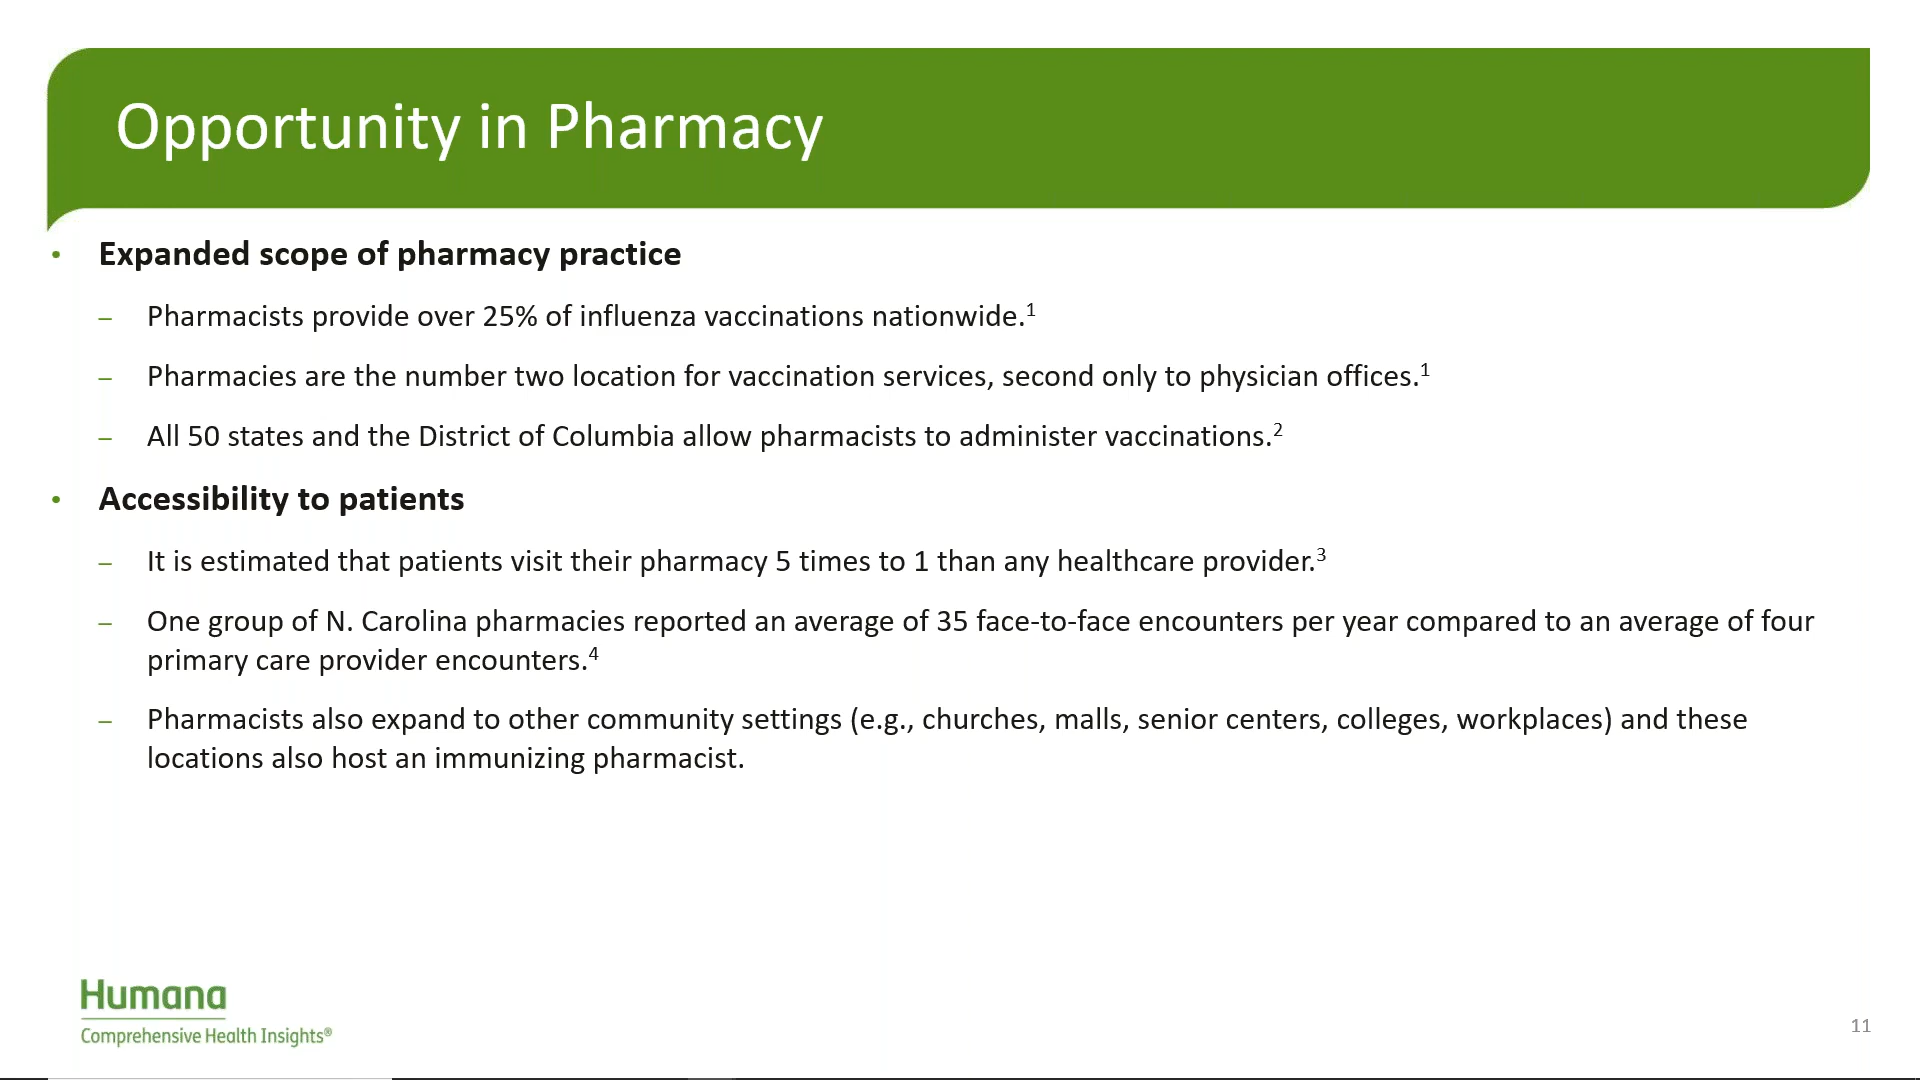 Opportunity in Pharmacy
• Expanded scope of pharmacy practice
– Pharmacists provide over 25% of influenza vaccinations nationwide.¹
– Pharmacies are the number two location for vaccination services, second only to physician offices.¹
– All 50 states and the District of Columbia allow pharmacists to administer vaccinations.²
• Accessibility to patients
– It is estimated that patients visit their pharmacy 5 times to 1 than any healthcare provider.³
– One group of N. Carolina pharmacies reported an average of 35 face-to-face encounters per year compared to an average of four
primary care provider encounters.⁴
– Pharmacists also expand to other community settings (e.g., churches, malls, senior centers, colleges, workplaces) and these
locations also host an immunizing pharmacist.
Humana
Comprehensive Health Insights®
11